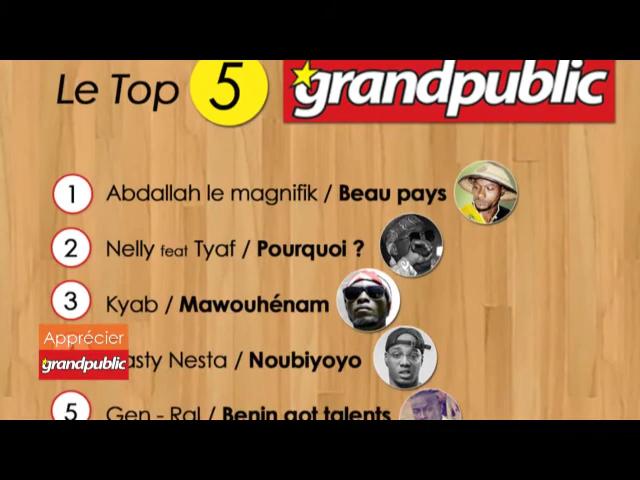 Le Top 5 grandpublic
1 Abdallah le magnifik / Beau pays
2 Nelly feat Tyaf / Pourquoi ?
3 Kyab / Mawouhénam
Apprécier
grandpublic
Nesta / Noubiyoyo
5 Gen - Ral / Benin got talents